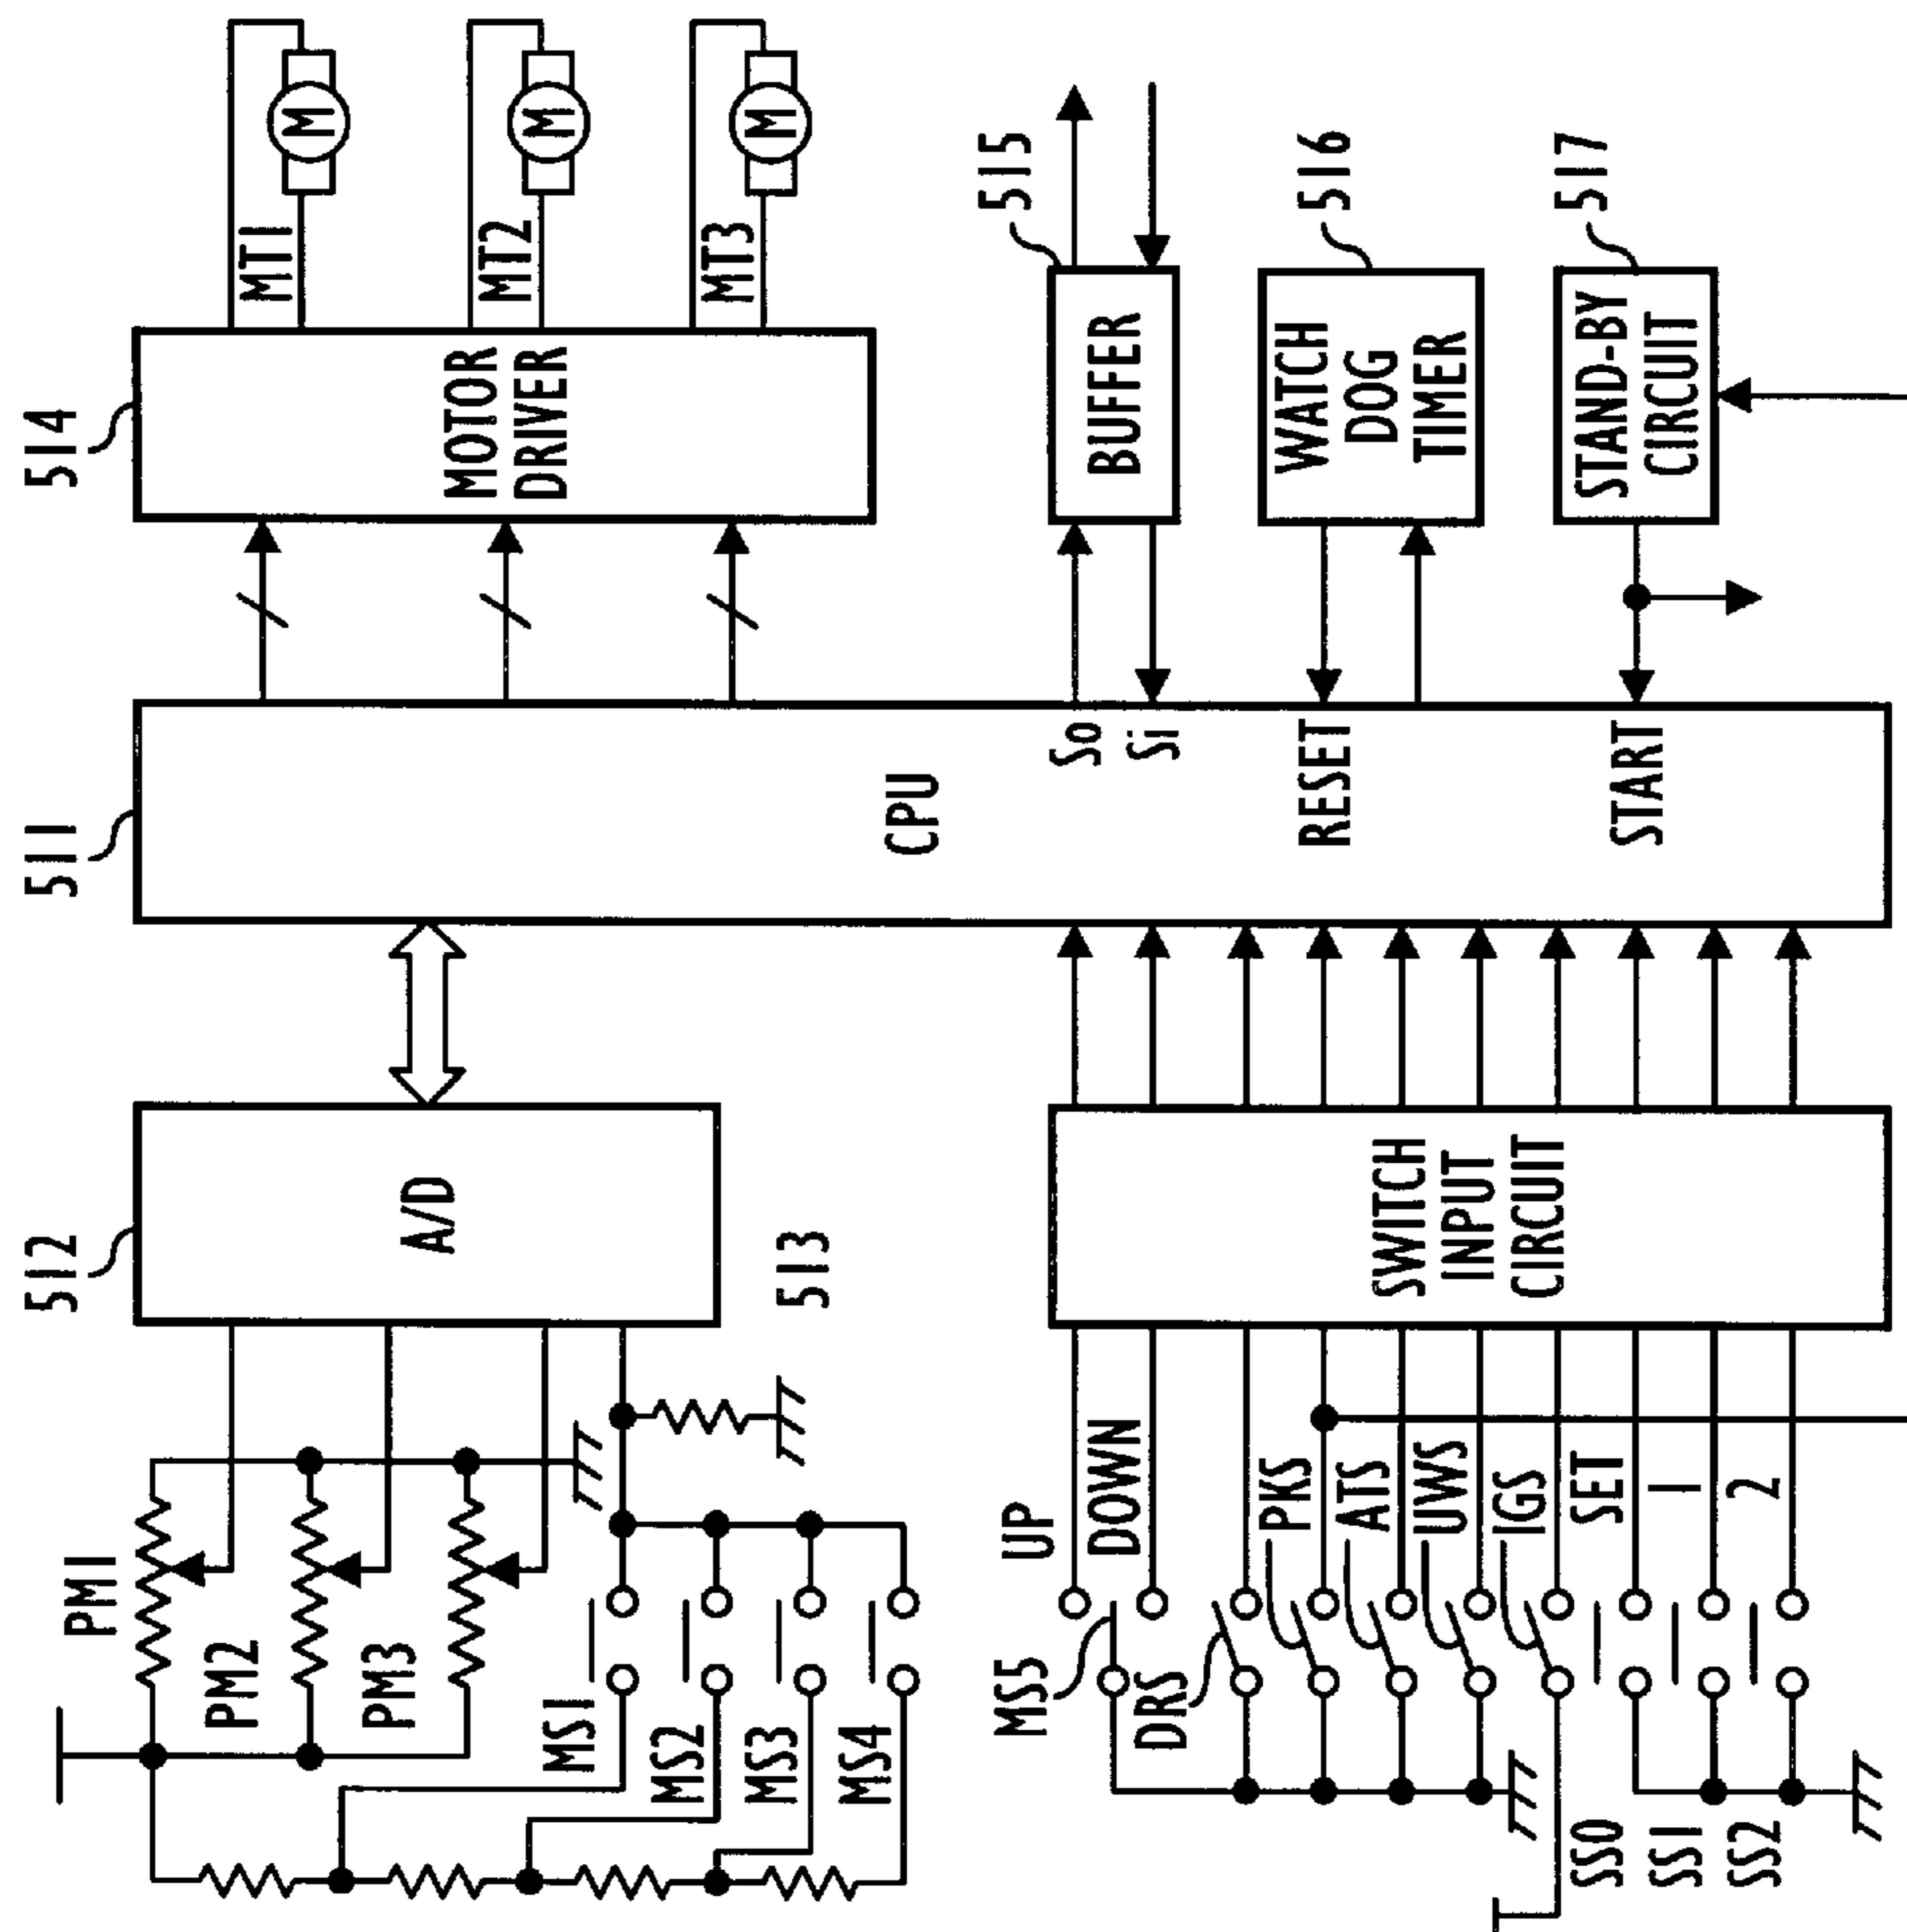 514
MT1
M
MT2
M
MT3
M
MOTOR
DRIVER
515
BUFFER
516
WATCH
DOG
TIMER
517
STAND-BY
CIRCUIT
511
CPU
So
Si
RESET
START
512
A/D
513
SWITCH
INPUT
CIRCUIT
PM1
PM2
PM3
MS1
MS2
MS3
MS4
UP
DOWN
MS5
DRS
PKS
ATS
UWS
IGS
SET
1
2
SS0
SS1
SS2